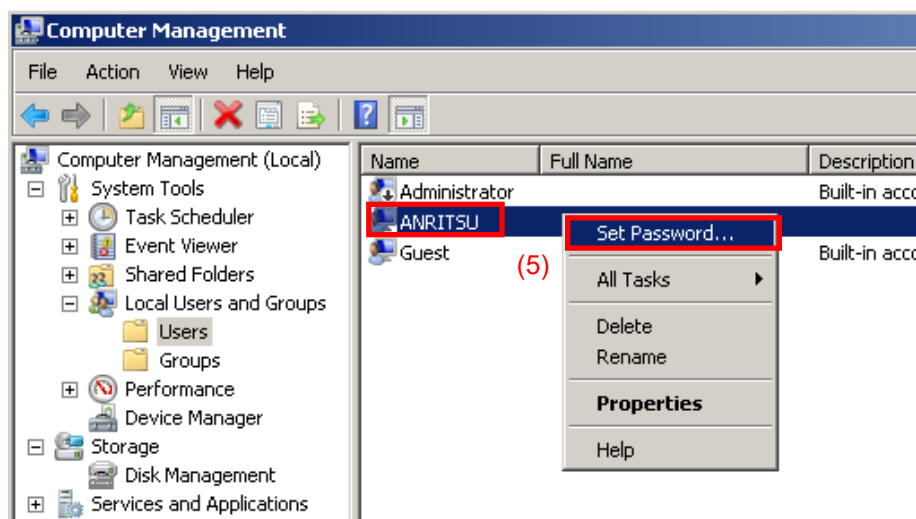 Computer Management
File Action View Help
Computer Management (Local)
System Tools
Task Scheduler
Event Viewer
Shared Folders
Local Users and Groups
Users
Groups
Performance
Device Manager
Storage
Disk Management
Services and Applications
Name Full Name Description
Administrator Built-in acco
ANRITSU
Guest Built-in acco
(5)
Set Password...
All Tasks
Delete
Rename
Properties
Help